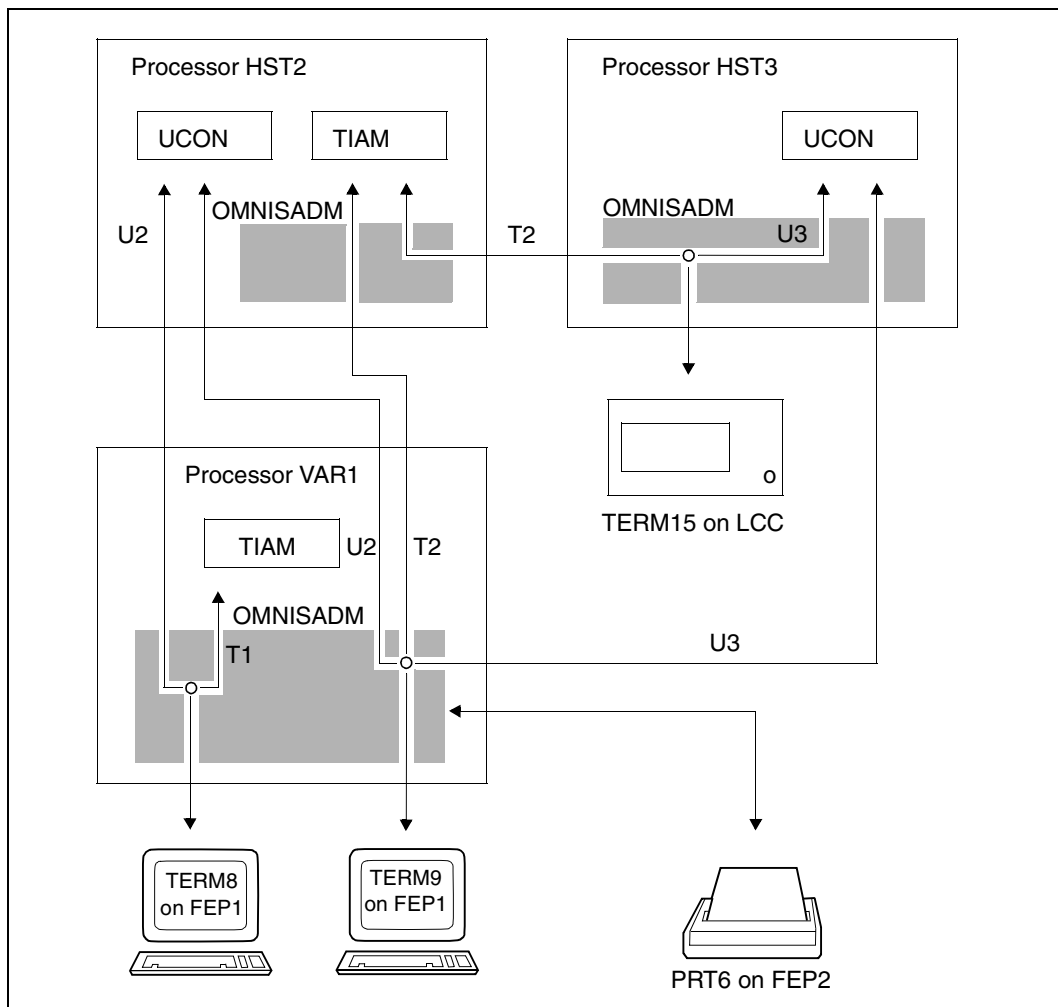 Processor HST2
Processor HST3
UCON
TIAM
UCON
OMNISADM
OMNISADM
U2
T2
U3
Processor VAR1
TERM15 on LCC
TIAM
U2
T2
OMNISADM
T1
U3
TERM8
on FEP1
TERM9
on FEP1
PRT6 on FEP2